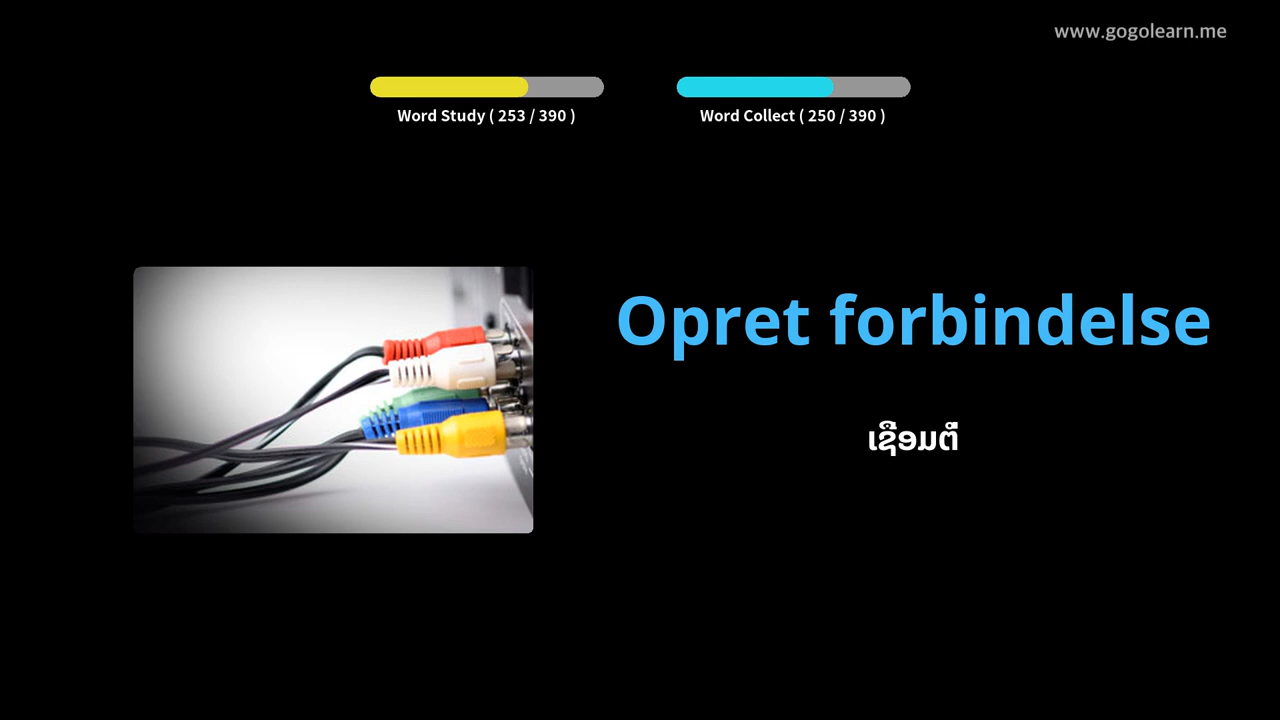 www.gogolearn.me
Word Study ( 253 / 390 )
Word Collect ( 250 / 390 )
Opret forbindelse
ເຊື່ອມຕໍ່